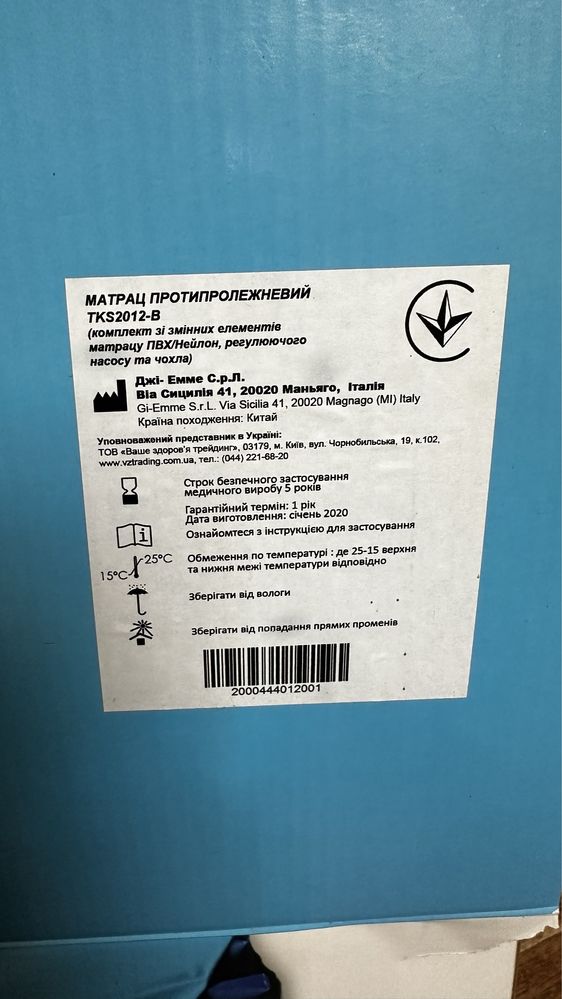 МАТРАЦ ПРОТИПРОЛЕЖНЕВИЙ
TKS2012-B
(комплект зі змінних елементів
матрацу ПВХ/Нейлон, регулюючого
насосу та чохла)
Джі- Емме С.р.Л.
Віа Сицилія 41, 20020 Маньяго, Італія
Gi-Emme S.r.L. Via Sicilia 41, 20020 Magnago (MI) Italy
Країна походження: Китай
Уповноважений представник в Україні:
ТОВ «Ваше здоров'я трейдинг», 03179, м. Київ, вул. Чорнобильська, 19, к.102,
www.vztrading.com.ua, тел.: (044) 221-68-20
Строк безпечного застосування
медичного виробу 5 років
Гарантійний термін: 1 рік
Дата виготовлення: січень 2020
Ознайомтеся з інструкцією для застосування
25°C
15°C
Обмеження по температурі : де 25-15 верхня
та нижня межі температури відповідно
Зберігати від вологи
Зберігати від попадання прямих променів
2000444012001